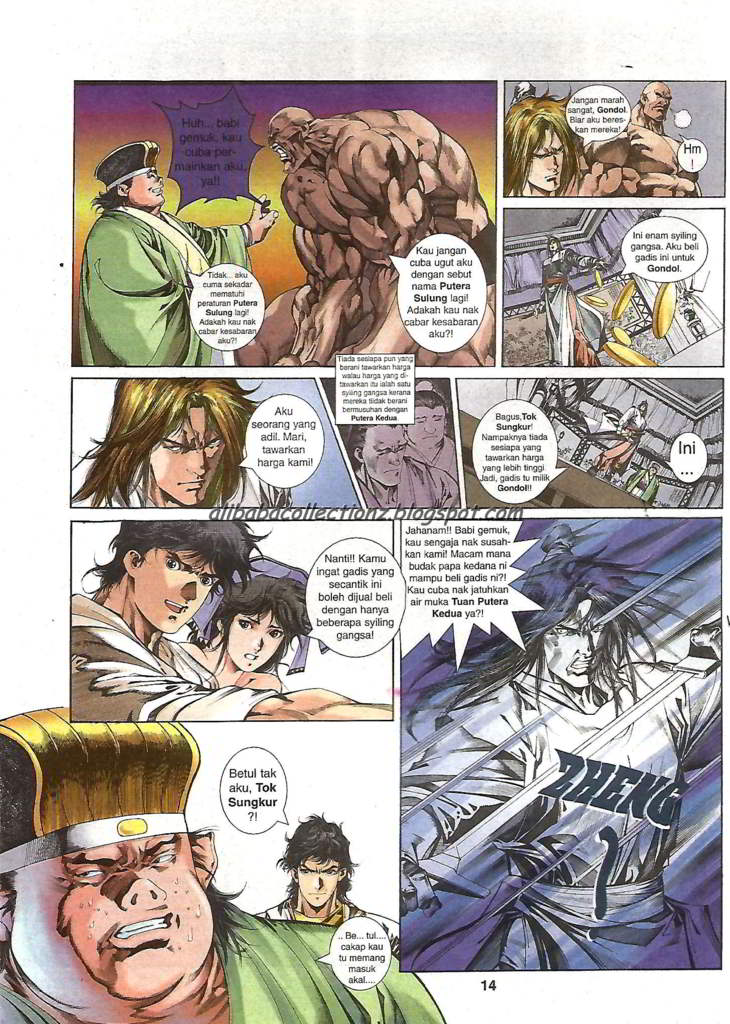 Huh... babi
gemuk, kau
cuba per-
mainkan aku,
ya!!
Tidak... aku
cuma sekadar
mematuhi
peraturan Putera
Sulung lagi!
Adakah kau nak
cabar kesabaran
aku?!
Kau jangan
cuba ugut aku
dengan sebut
nama Putera
Sulung lagi!
Adakah kau nak
cabar kesabaran
aku?!
Jangan marah
sangat, Gondol.
Biar aku beres-
kan mereka!
Hm
!
Ini enam syiling
gangsa. Aku beli
gadis ini untuk
Gondol.
Aku
seorang yang
adil. Mari,
tawarkan
harga kami!
Tiada sesiapa pun yang
berani tawarkan harga
walau harga yang di-
tawarkan itu ialah satu
syiling gangsa kerana
mereka tiidak berani
bermusuhan dengan
Putera Kedua.
Bagus,Tok
Sungkur!
Nampaknya tiada
sesiapa yang
tawarkan harga
yang lebih tinggi
Jadi, gadis tu milik
Gondol!!
Ini
...
alibabacollectionz.blogspot.com
Nanti!! Kamu
ingat gadis yang
secantik ini
boleh dijual beli
dengan hanya
beberapa syiling
gangsa!
Jahanam!! Babi gemuk,
kau sengaja nak susah-
kan kami! Macam mana
budak papa kedana ni
mampu beli gadis ni?!
Kau cuba nak jatuhkan
air muka Tuan Putera
Kedua ya?!
ZHENG
1
Betul tak
aku, Tok
Sungkur
?!
.. Be... tul....
cakap kau
tu memang
masuk
akal....
14